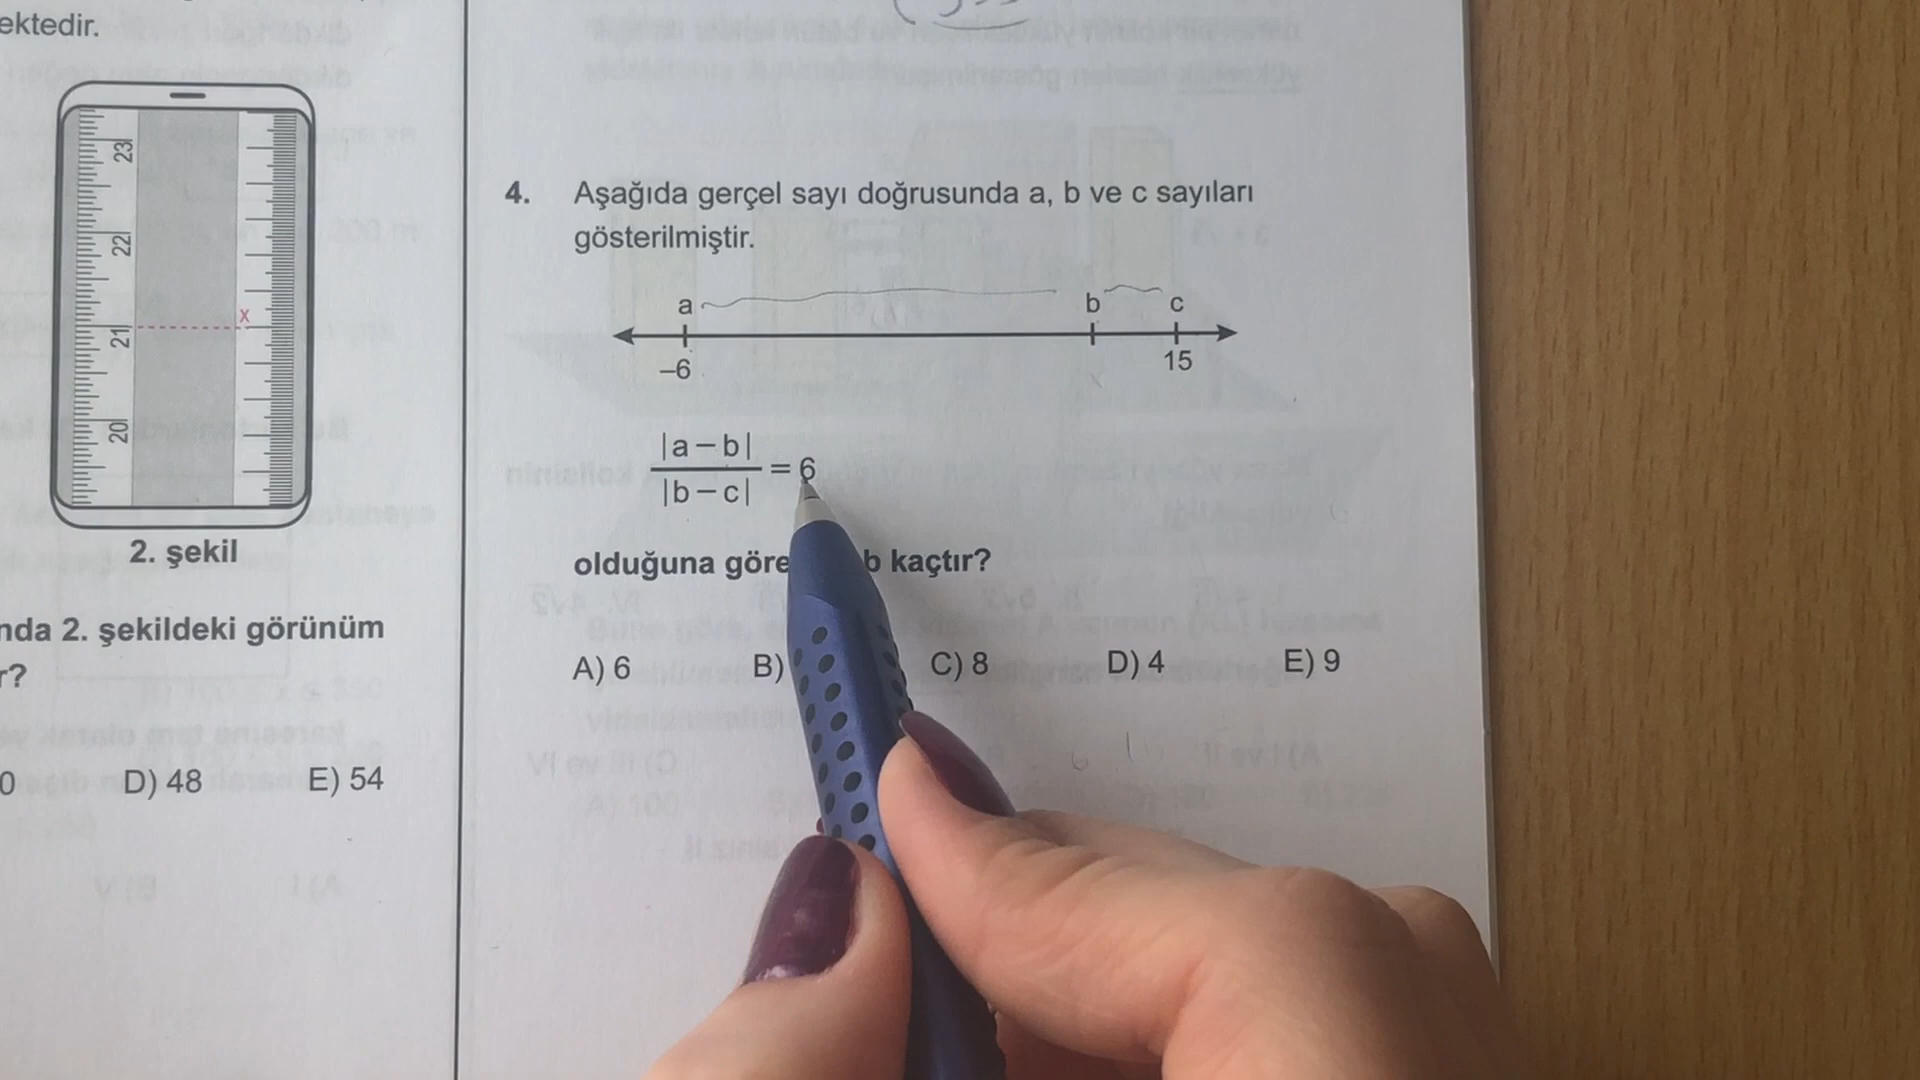 ektedir.
23
22
21
20
x
2. şekil
nda 2. şekildeki görünüm
r?
0 D) 48 E) 54
4. Aşağıda gerçel sayı doğrusunda a, b ve c sayıları
gösterilmiştir.
a b c
–6 15
|a – b|
|b – c|
= 6
olduğuna göre b kaçtır?
A) 6 B) C) 8 D) 4 E) 9